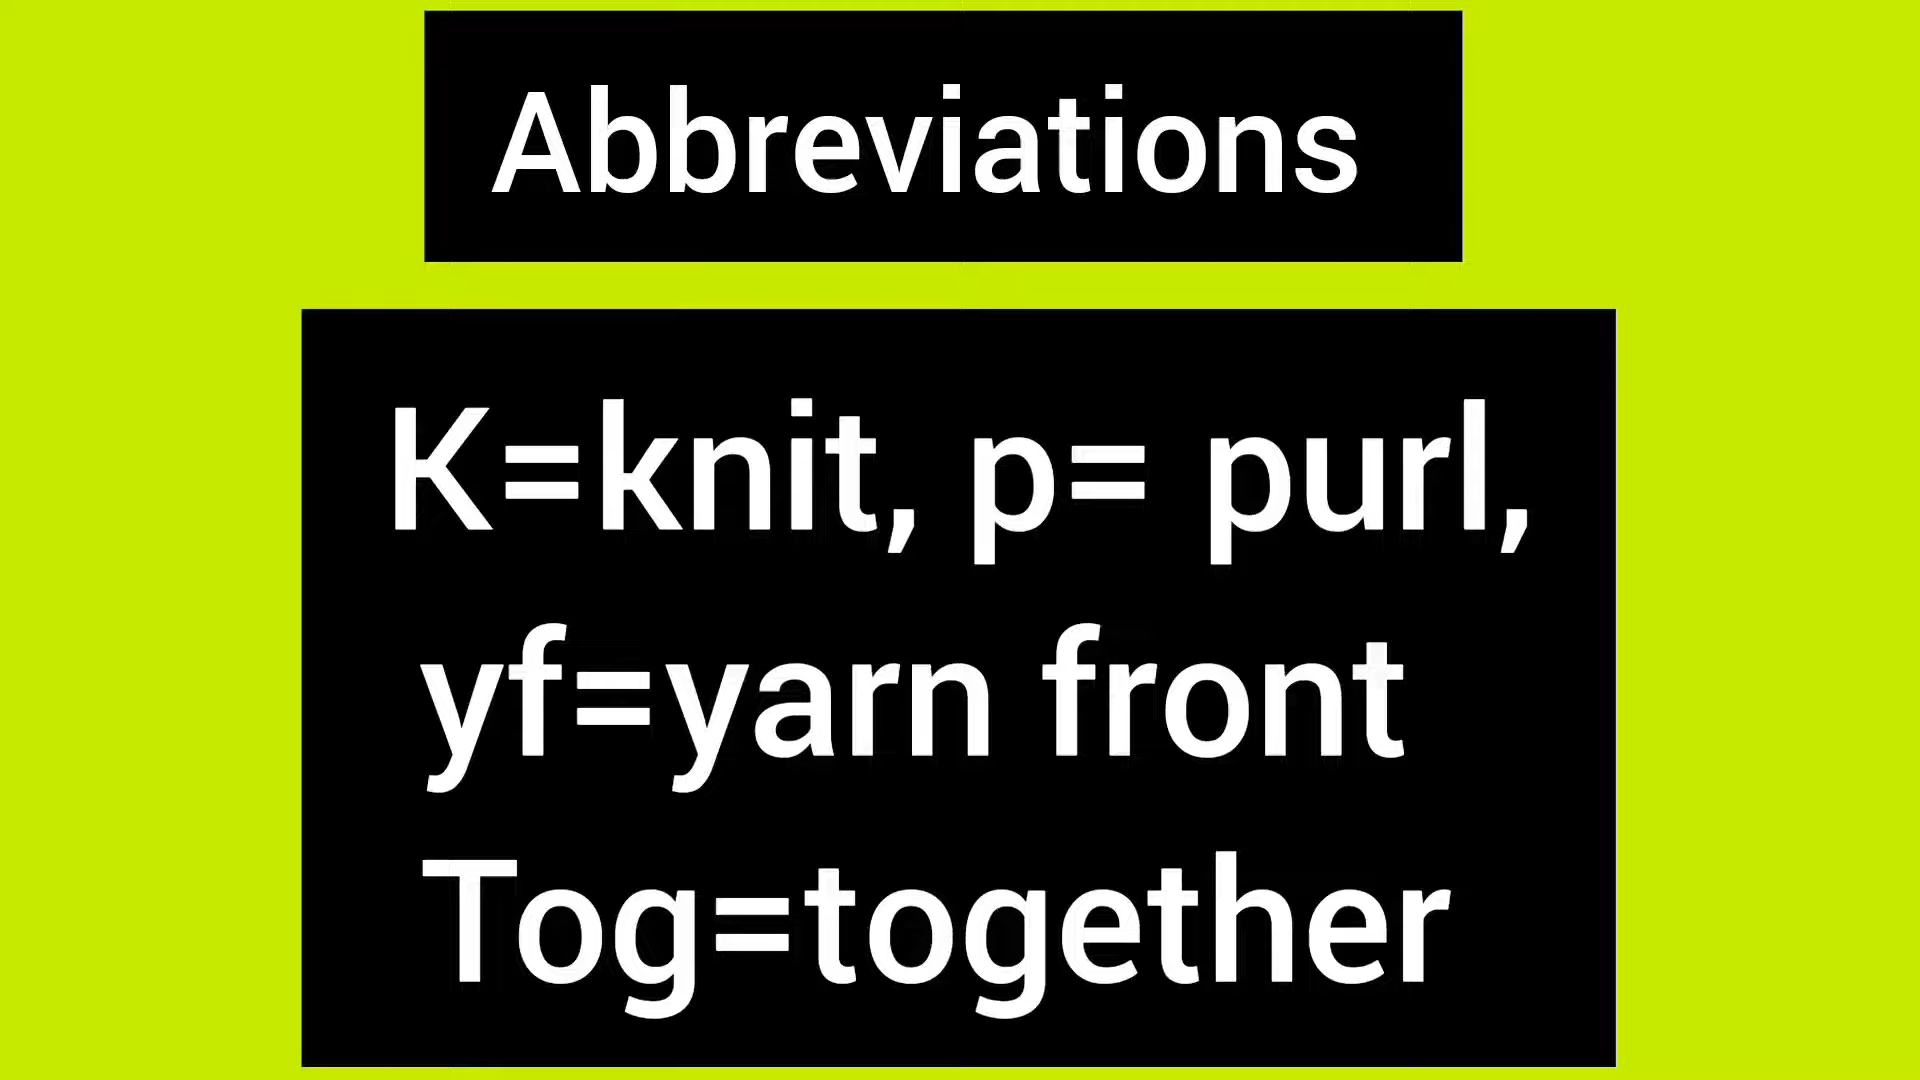 Abbreviations
K=knit, p= purl,
yf=yarn front
Tog=together